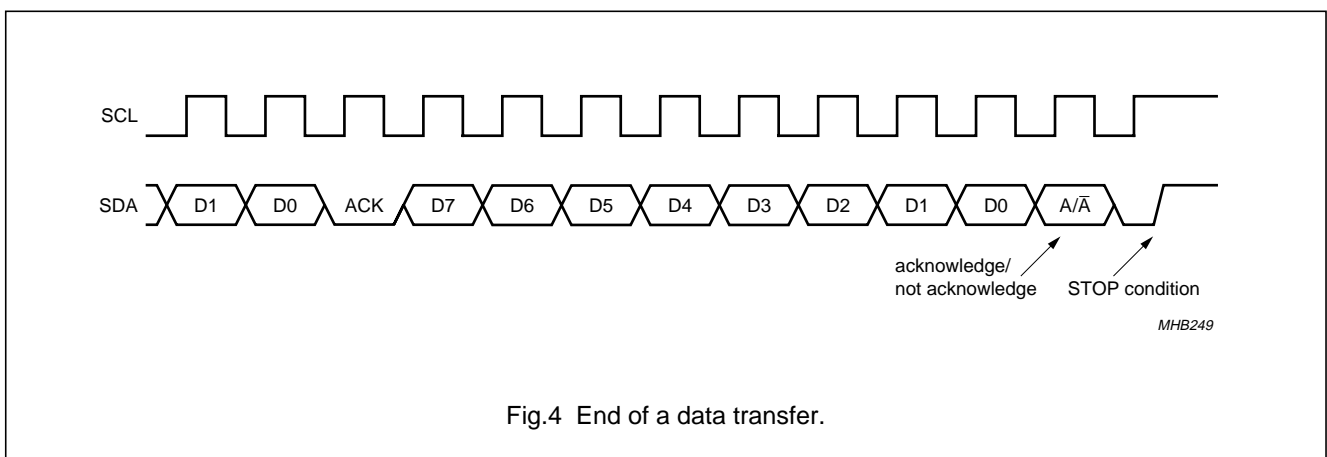 SCL
SDA D1 D0 ACK D7 D6 D5 D4 D3 D2 D1 D0 A/A̅
acknowledge/
not acknowledge STOP condition
MHB249
Fig.4 End of a data transfer.